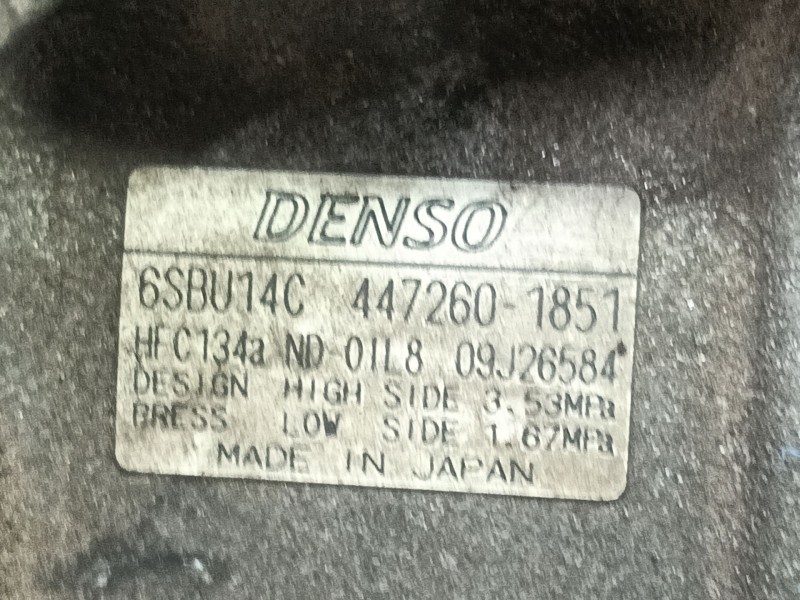 DENSO
6SBU14C 447260-1851
HFC134a ND-OIL8 09J26584
DESIGN HIGH SIDE 3.53MPa
PRESS LOW SIDE 1.67MPa
MADE IN JAPAN